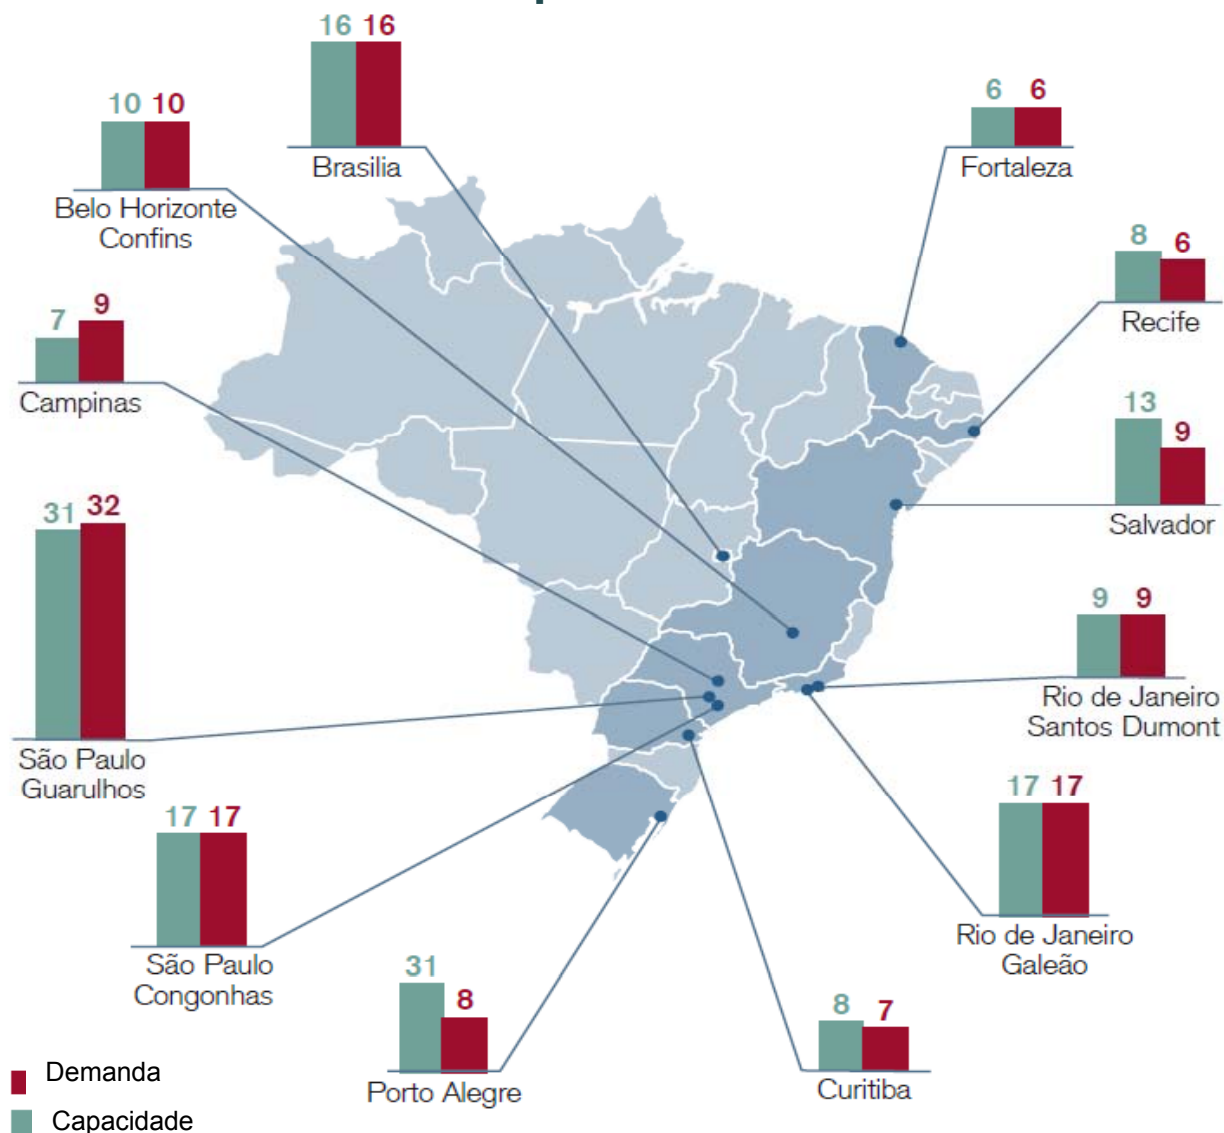 16 16
Brasilia
10 10
Belo Horizonte
Confins
6 6
Fortaleza
8 6
Recife
7 9
Campinas
13 9
Salvador
31 32
São Paulo
Guarulhos
9 9
Rio de Janeiro
Santos Dumont
17 17
São Paulo
Congonhas
17 17
Rio de Janeiro
Galeão
31 8
Porto Alegre
8 7
Curitiba
Demanda
Capacidade